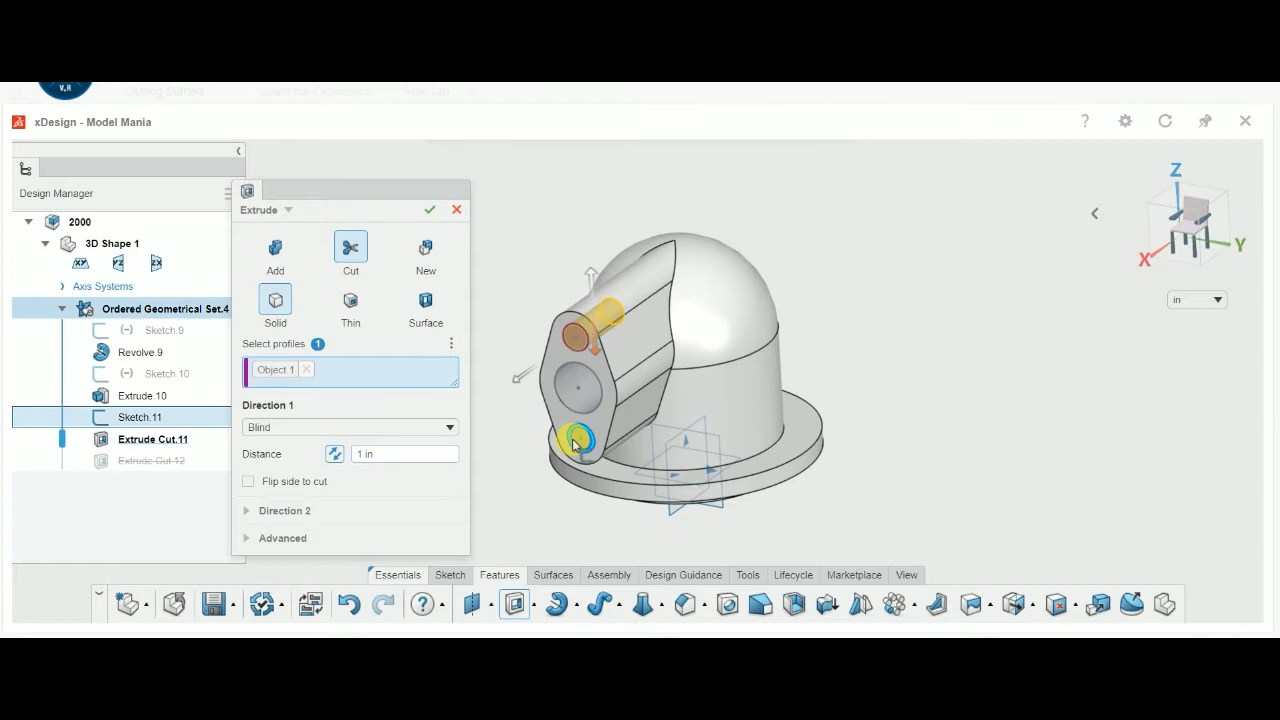 V.R
xDesign - Model Mania
?
Design Manager
2000
3D Shape 1
XY YZ ZX
Axis Systems
Ordered Geometrical Set.4
(-) Sketch.9
Revolve.9
(-) Sketch.10
Extrude.10
Sketch.11
Extrude Cut.11
Extrude Cut.12
Extrude
Add Cut New
Solid Thin Surface
Select profiles 1
Object.1
Direction 1
Blind
Distance 1 in
Flip side to cut
Direction 2
Advanced
Z
X Y
in
Essentials Sketch Features Surfaces Assembly Design Guidance Tools Lifecycle Marketplace View
?